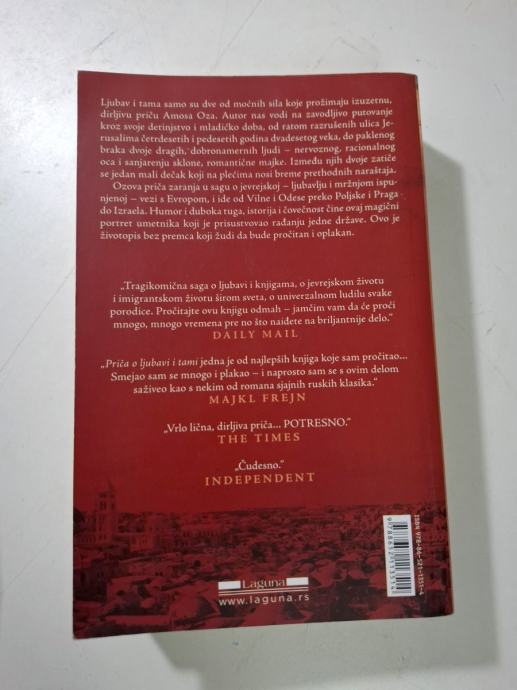 Ljubav i tama samo su dve od moćnih sila koje prožimaju izuzetnu,
dirljivu priču Amosa Oza. Autor nas vodi na zavodljivo putovanje
kroz svoje detinjstvo i mladićko doba, od ratom razrušenih ulica Je-
rusalima četrdesetih i pedesetih godina dvadesetog veka, do paklenog
braka dvoje dragih, dobronamernih ljudi – nervoznog, racionalnog
oca i sanjarenju sklone, romantične majke. Između njih dvoje zatiče
se jedan mali dečak koji na plećima nosi breme prethodnih naraštaja.
Ozova priča zaranja u sagu o jevrejskoj – ljubavlju i mržnjom ispu-
njenoj – vezi s Evropom, i ide od Vilne i Odese preko Poljske i Praga
do Izraela. Humor i duboka tuga, istorija i čovečnost čine ovaj magični
portret umetnika koji je prisustvovao rađanju jedne države. Ovo je
životopis bez premca koji žudi da bude pročitan i oplakan.
„Tragikomična saga o ljubavi i knjigama, o jevrejskom životu
i imigrantskom životu širom sveta, o univerzalnom ludilu svake
porodice. Pročitajte ovu knjigu odmah – jamčim vam da će proći
mnogo, mnogo vremena pre no što naiđete na briljantnije delo.“
DAILY MAIL
„Priča o ljubavi i tami jedna je od najlepših knjiga koje sam pročitao...
Smejao sam se mnogo i plakao – i naprosto sam se s ovim delom
saživeo kao s nekim od romana sjajnih ruskih klasika.“
MAJKL FREJN
„Vrlo lična, dirljiva priča... POTRESNO.“
THE TIMES
„Čudesno.“
INDEPENDENT
ISBN 978-86-521-1351-4
9788652113514
Laguna
www.laguna.rs